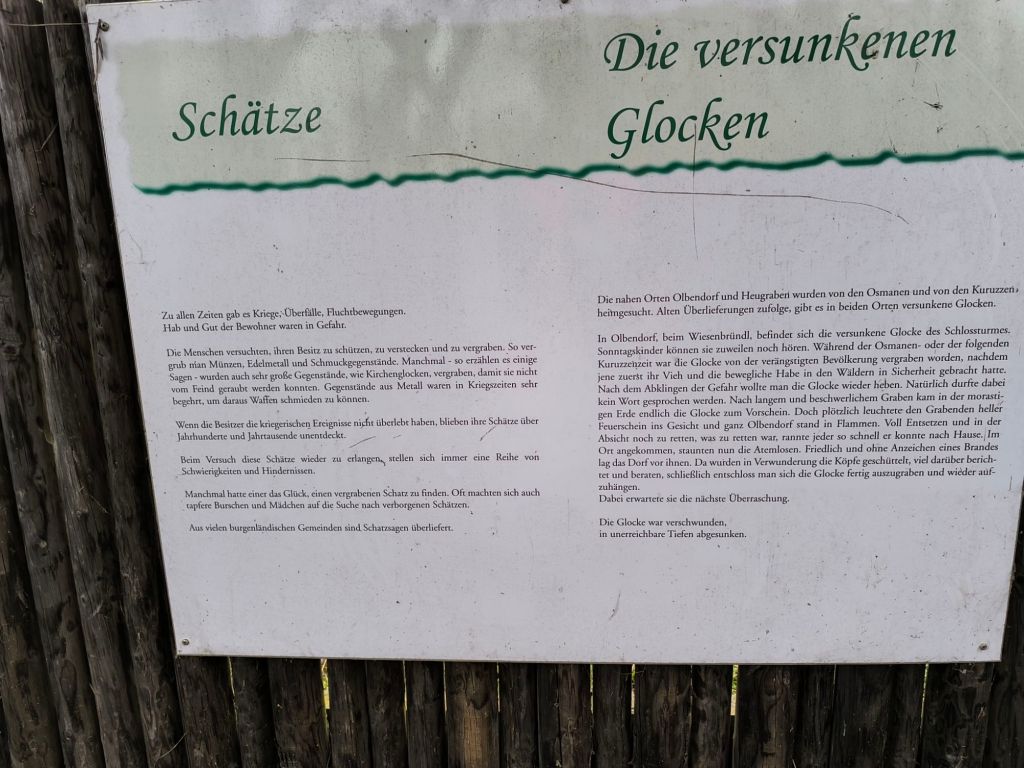 Schätze
Zu allen Zeiten gab es Kriege, Überfälle, Fluchtbewegungen.
Hab und Gut der Bewohner waren in Gefahr.
Die Menschen versuchten, ihren Besitz zu schützen, zu verstecken und zu vergraben. So ver-
grub man Münzen, Edelmetall und Schmuckgegenstände. Manchmal - so erzählen es einige
Sagen - wurden auch sehr große Gegenstände, wie Kirchenglocken, vergraben, damit sie nicht
vom Feind geraubt werden konnten. Gegenstände aus Metall waren in Kriegszeiten sehr
begehrt, um daraus Waffen schmieden zu können.
Wenn die Besitzer die kriegerischen Ereignisse nicht überlebt haben, blieben ihre Schätze über
Jahrhunderte und Jahrtausende unentdeckt.
Beim Versuch diese Schätze wieder zu erlangen, stellen sich immer eine Reihe von
Schwierigkeiten und Hindernissen.
Manchmal hatte einer das Glück, einen vergrabenen Schatz zu finden. Oft machten sich auch
tapfere Burschen und Mädchen auf die Suche nach verborgenen Schätzen.
Aus vielen burgenländischen Gemeinden sind Schatzsagen überliefert.
Die versunkenen
Glocken
Die nahen Orten Olbendorf und Heugraben wurden von den Osmanen und von den Kuruzzen,
heimgesucht. Alten Überlieferungen zufolge, gibt es in beiden Orten versunkene Glocken.
In Olbendorf, beim Wiesenbründl, befindet sich die versunkene Glocke des Schlossturmes.
Sonntagskinder können sie zuweilen noch hören. Während der Osmanen- oder der folgenden
Kuruzzenzeit war die Glocke von der verängstigten Bevölkerung vergraben worden, nachdem
jene zuerst ihr Vieh und die bewegliche Habe in den Wäldern in Sicherheit gebracht hatte.
Nach dem Abklingen der Gefahr wollte man die Glocke wieder heben. Natürlich durfte dabei
kein Wort gesprochen werden. Nach langem und beschwerlichem Graben kam in der morasti-
gen Erde endlich die Glocke zum Vorschein. Doch plötzlich leuchtete den Grabenden heller
Feuerschein ins Gesicht und ganz Olbendorf stand in Flammen. Voll Entsetzen und in der
Absicht noch zu retten, was zu retten war, rannte jeder so schnell er konnte nach Hause. Im
Ort angekommen, staunten nun die Atemlosen. Friedlich und ohne Anzeichen eines Brandes
lag das Dorf vor ihnen. Da wurden in Verwunderung die Köpfe geschüttelt, viel darüber berich-
tet und beraten, schließlich entschloss man sich die Glocke fertig auszugraben und wieder auf-
zuhängen.
Dabei erwartete sie die nächste Überraschung.
Die Glocke war verschwunden,
in unerreichbare Tiefen abgesunken.